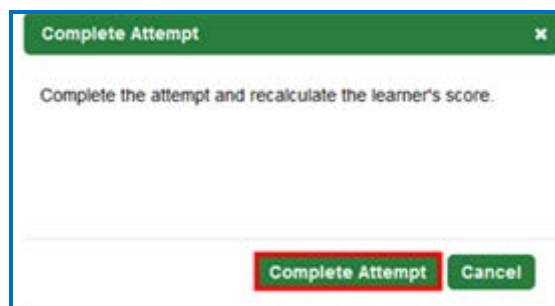 Complete Attempt
Complete the attempt and recalculate the learner's score.
Complete Attempt Cancel